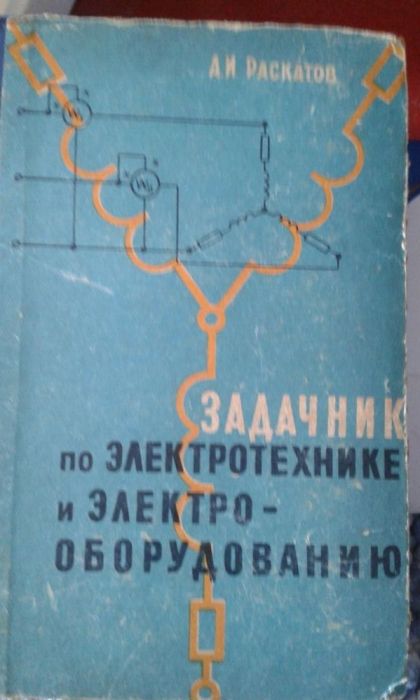 А.И РАСКАТОВ
ЗАДАЧНИК
по ЭЛЕКТРОТЕХНИКЕ
и ЭЛЕКТРО-
ОБОРУДОВАНИЮ